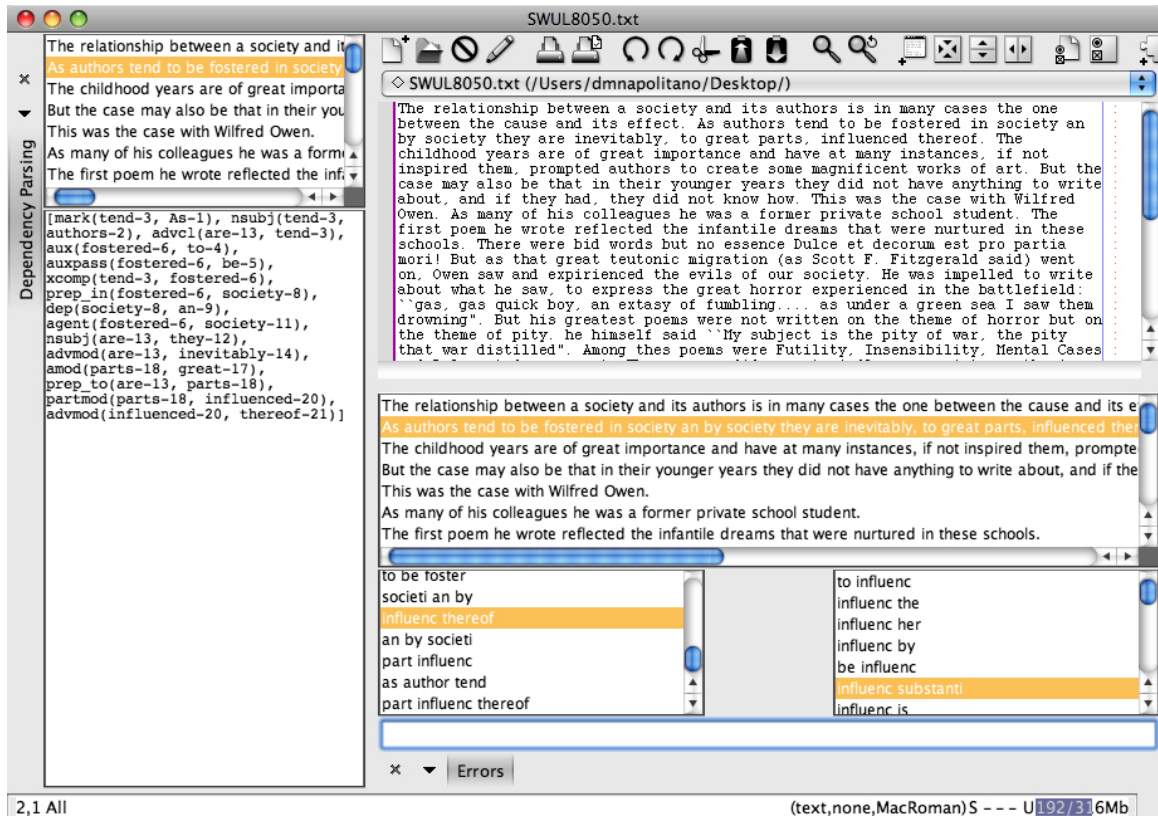 SWUL8050.txt
Dependency Parsing
The relationship between a society and it
As authors tend to be fostered in society
The childhood years are of great importa
But the case may also be that in their you
This was the case with Wilfred Owen.
As many of his colleagues he was a form
The first poem he wrote reflected the infa
[mark(tend-3, As-1), nsubj(tend-3,
authors-2), advcl(are-13, tend-3),
aux(fostered-6, to-4),
auxpass(fostered-6, be-5),
xcomp(tend-3, fostered-6),
prep_in(fostered-6, society-8),
dep(society-8, an-9),
agent(fostered-6, society-11),
nsubj(are-13, they-12),
advmod(are-13, inevitably-14),
amod(parts-18, great-17),
prep_to(are-13, parts-18),
partmod(parts-18, influenced-20),
advmod(influenced-20, thereof-21)]
SWUL8050.txt (/Users/dmnapolitano/Desktop/)
The relationship between a society and its authors is in many cases the one
between the cause and its effect. As authors tend to be fostered in society an
by society they are inevitably, to great parts, influenced thereof. The
childhood years are of great importance and have at many instances, if not
inspired them, prompted authors to create some magnificent works of art. But the
case may also be that in their younger years they did not have anything to write
about, and if they had, they did not know how. This was the case with Wilfred
Owen. As many of his colleagues he was a former private school student. The
first poem he wrote reflected the infantile dreams that were nurtured in these
schools. There were bid words but no essence Dulce et decorum est pro partia
mori! But as that great teutonic migration (as Scott F. Fitzgerald said) went
on, Owen saw and expirienced the evils of our society. He was impelled to write
about what he saw, to express the great horror experienced in the battlefield:
``gas, gas quick boy, an extasy of fumbling.... as under a green sea I saw them
drowning". But his greatest poems were not written on the theme of horror but on
the theme of pity. he himself said ``My subject is the pity of war, the pity
that war distilled". Among thes poems were Futility, Insensibility, Mental Cases
The relationship between a society and its authors is in many cases the one between the cause and its e
As authors tend to be fostered in society an by society they are inevitably, to great parts, influenced ther
The childhood years are of great importance and have at many instances, if not inspired them, prompte
But the case may also be that in their younger years they did not have anything to write about, and if the
This was the case with Wilfred Owen.
As many of his colleagues he was a former private school student.
The first poem he wrote reflected the infantile dreams that were nurtured in these schools.
to be foster
societi an by
influenc thereof
an by societi
part influenc
as author tend
part influenc thereof
to influenc
influenc the
influenc her
influenc by
be influenc
influenc substanti
influenc is
Errors
2,1 All
(text,none,MacRoman) S - - - U 192/316Mb